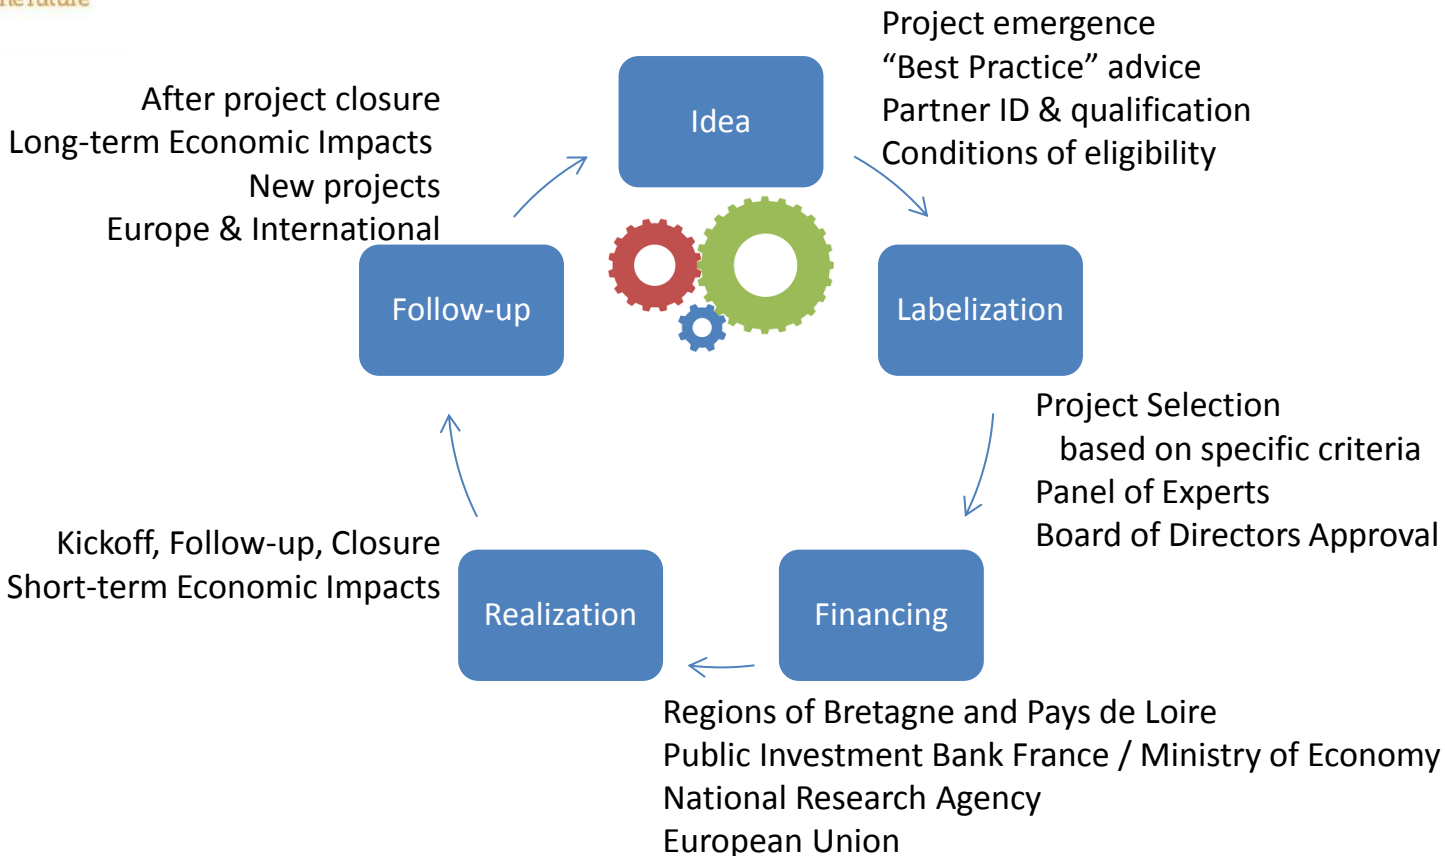 Project emergence
“Best Practice” advice
Partner ID & qualification
Conditions of eligibility
Idea
After project closure
Long-term Economic Impacts
New projects
Europe & International
Follow-up
Labelization
Project Selection
based on specific criteria
Panel of Experts
Board of Directors Approval
Kickoff, Follow-up, Closure
Short-term Economic Impacts
Realization
Financing
Regions of Bretagne and Pays de Loire
Public Investment Bank France / Ministry of Economy
National Research Agency
European Union